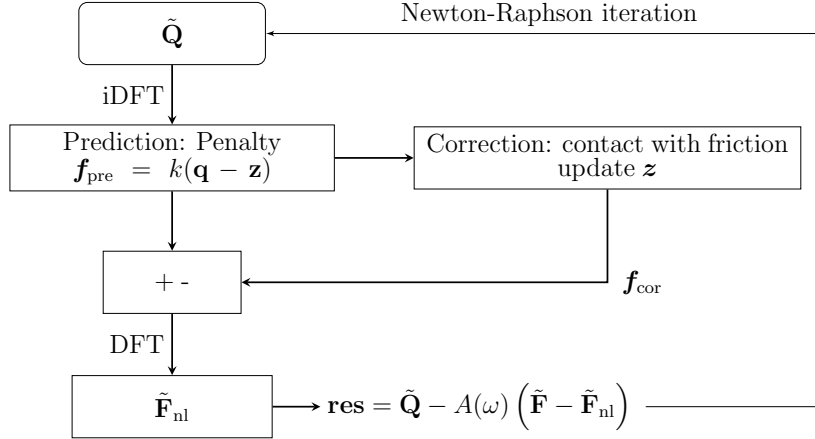 Newton-Raphson iteration
Q̃
iDFT
Prediction: Penalty
f_pre = k(q − z)
Correction: contact with friction
update z
+ -
f_cor
DFT
F̃_nl
res = Q̃ − A(ω) (F̃ − F̃_nl)